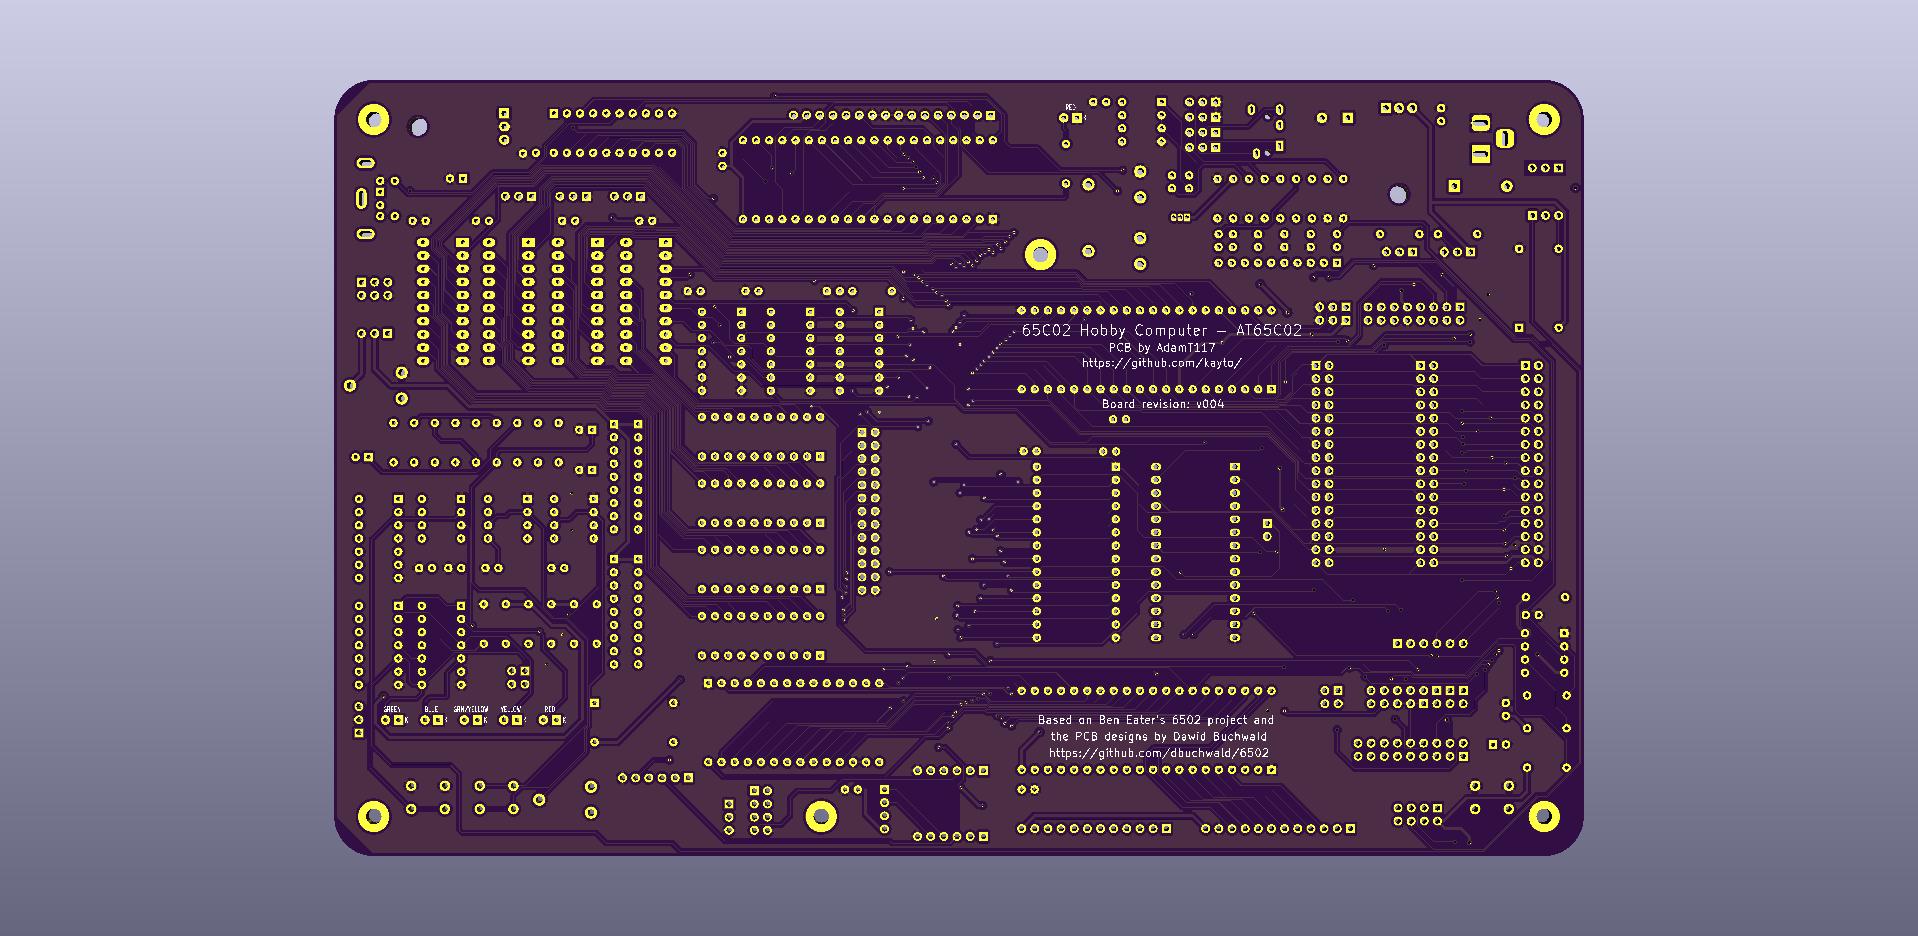 RED
65C02 Hobby Computer – AT65C02
PCB by AdamT117
https://github.com/kayto/
Board revision: v004
GREEN
BLUE
GRN/YELLOW
YELLOW
RED
K
K
K
K
K
Based on Ben Eater's 6502 project and
the PCB designs by Dawid Buchwald
https://github.com/dbuchwald/6502